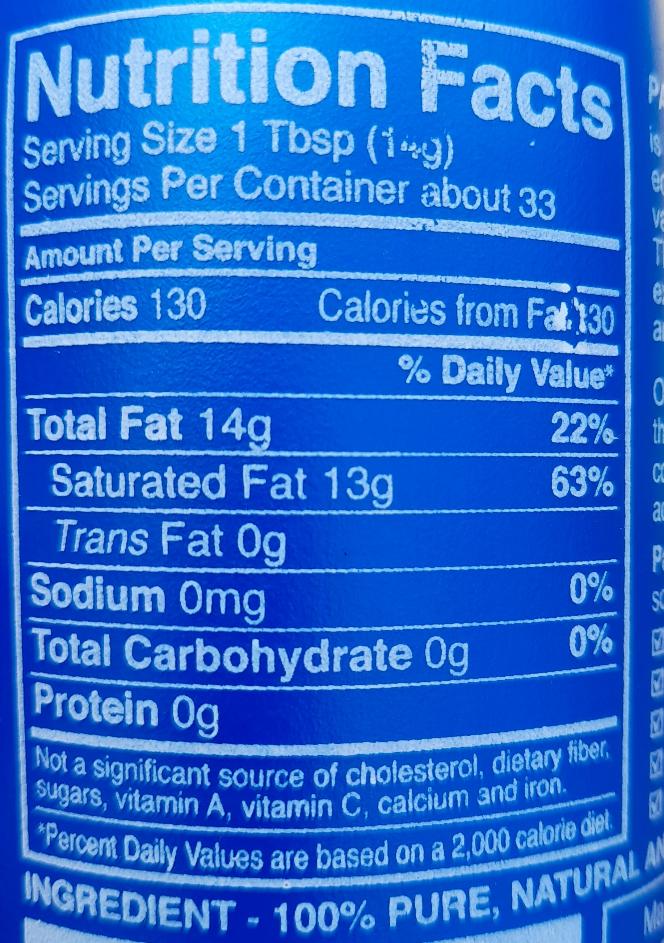 Nutrition Facts
Serving Size 1 Tbsp (14g)
Servings Per Container about 33
Amount Per Serving
Calories 130 Calories from Fat 130
% Daily Value*
Total Fat 14g 22%
Saturated Fat 13g 63%
Trans Fat 0g
Sodium 0mg 0%
Total Carbohydrate 0g 0%
Protein 0g
Not a significant source of cholesterol, dietary fiber,
sugars, vitamin A, vitamin C, calcium and iron.
*Percent Daily Values are based on a 2,000 calorie diet.
INGREDIENT - 100% PURE, NATURAL